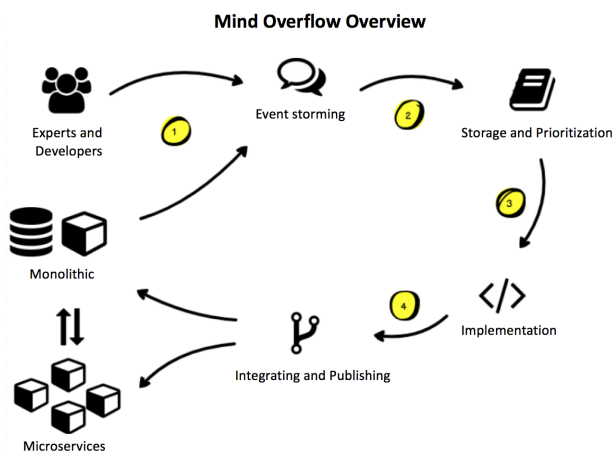 Mind Overflow Overview
Experts and
Developers
1
Event storming
2
Storage and Prioritization
3
Monolithic
4
Implementation
Integrating and Publishing
Microservices